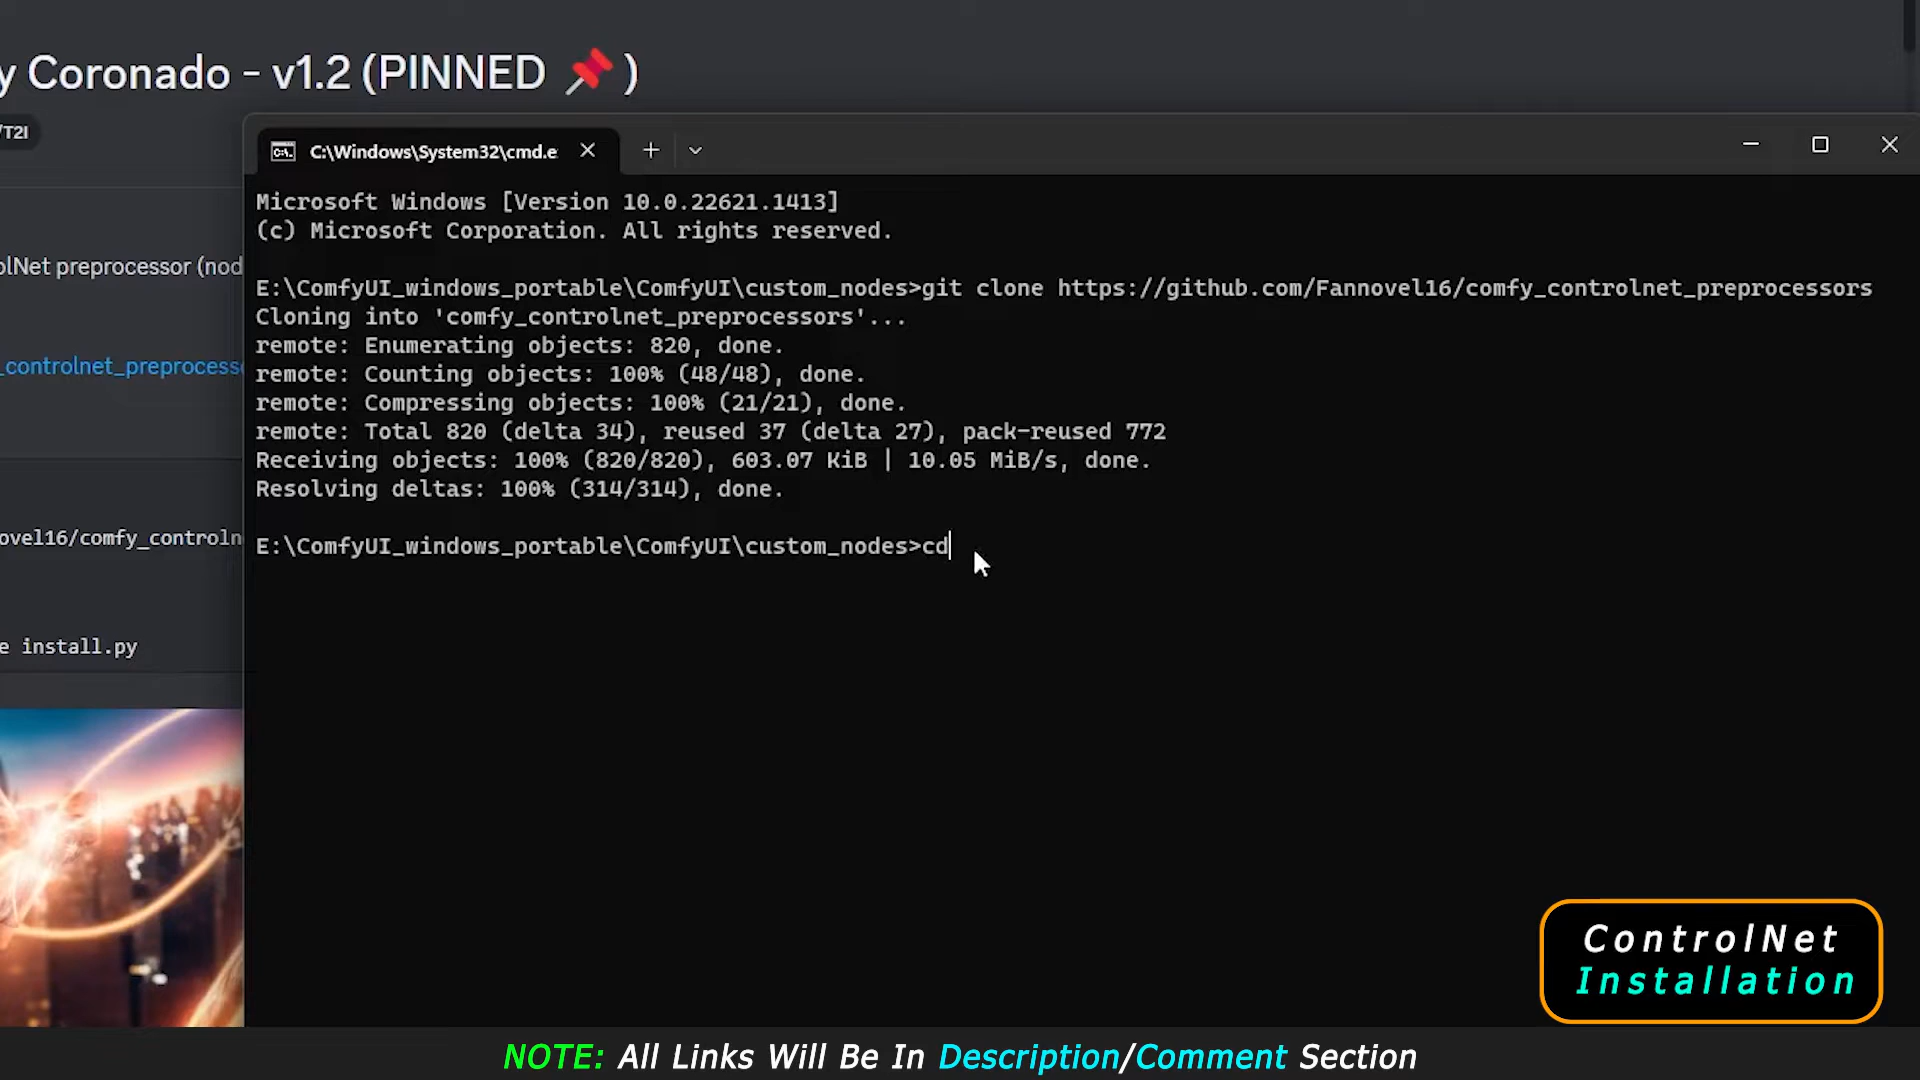 y Coronado - v1.2 (PINNED 📌 )
/T2I
C:\Windows\System32\cmd.e
Microsoft Windows [Version 10.0.22621.1413]
(c) Microsoft Corporation. All rights reserved.
olNet preprocessor (nod
E:\ComfyUI_windows_portable\ComfyUI\custom_nodes>git clone https://github.com/Fannovel16/comfy_controlnet_preprocessors
Cloning into 'comfy_controlnet_preprocessors'...
remote: Enumerating objects: 820, done.
_controlnet_preprocesso
remote: Counting objects: 100% (48/48), done.
remote: Compressing objects: 100% (21/21), done.
remote: Total 820 (delta 34), reused 37 (delta 27), pack-reused 772
Receiving objects: 100% (820/820), 603.07 KiB | 10.05 MiB/s, done.
Resolving deltas: 100% (314/314), done.
ovel16/comfy_controln
E:\ComfyUI_windows_portable\ComfyUI\custom_nodes>cd
e install.py
ControlNet
Installation
NOTE: All Links Will Be In Description/Comment Section